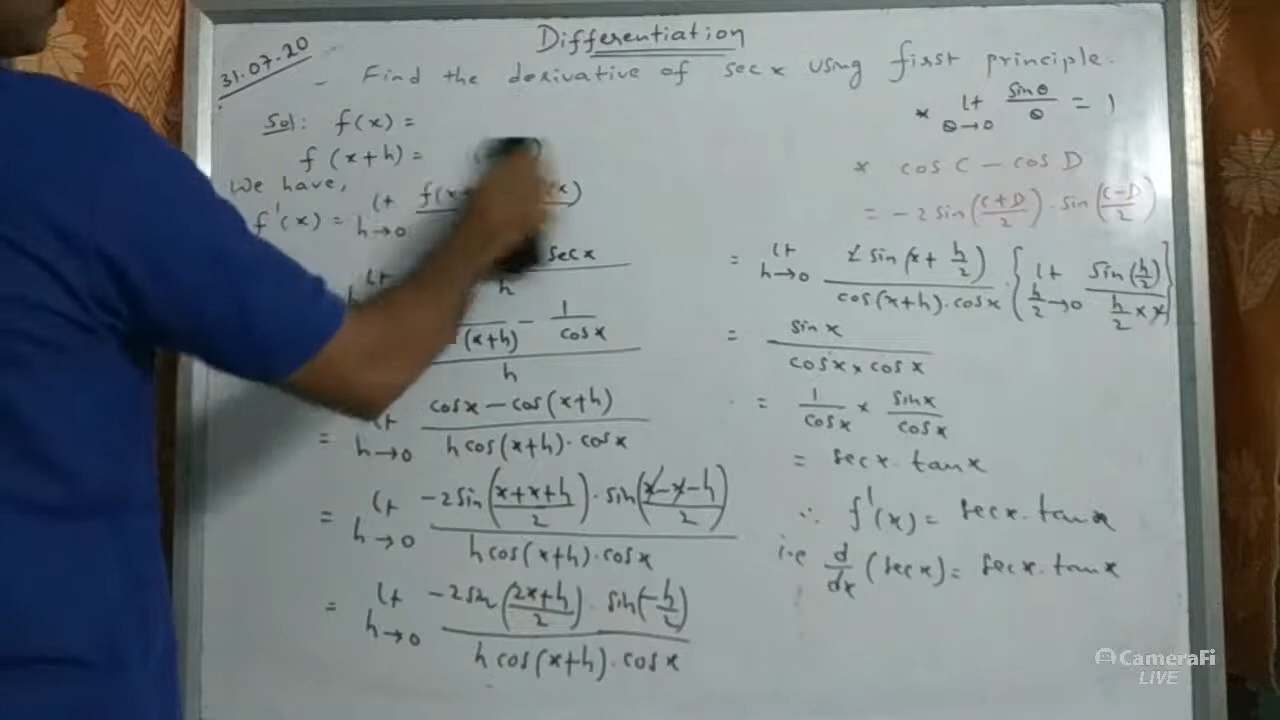 Differentiation
31.07.20
- Find the derivative of sec x using first principle.
Sol: f(x) =
f (x+h) =
We have,
f'(x) = lt h→0 f(x (x)
sec x
h
(x+h) - 1/cos x
h
= lt h→0 cosx - cos(x+h) / h cos(x+h) · cos x
= lt h→0 -2 sin(x+x+h / 2) · sin(x-x-h / 2) / h cos(x+h) · cos x
= lt h→0 -2 sin(2x+h / 2) · sin(-h/2) / h cos(x+h) · cos x
* lt θ→0 sin θ / θ = 1
* cos C - cos D
= -2 sin(C+D / 2) · sin(C-D / 2)
= lt h→0 2 sin(x + h/2) / cos(x+h) · cos x · { lt h/2→0 sin(h/2) / h/2 × 2 }
= sin x / cos x × cos x
= 1/cos x × sin x / cos x
= sec x · tan x
∴ f'(x) = sec x · tan x
i.e d/dx (sec x) = sec x · tan x
CameraFi
LIVE